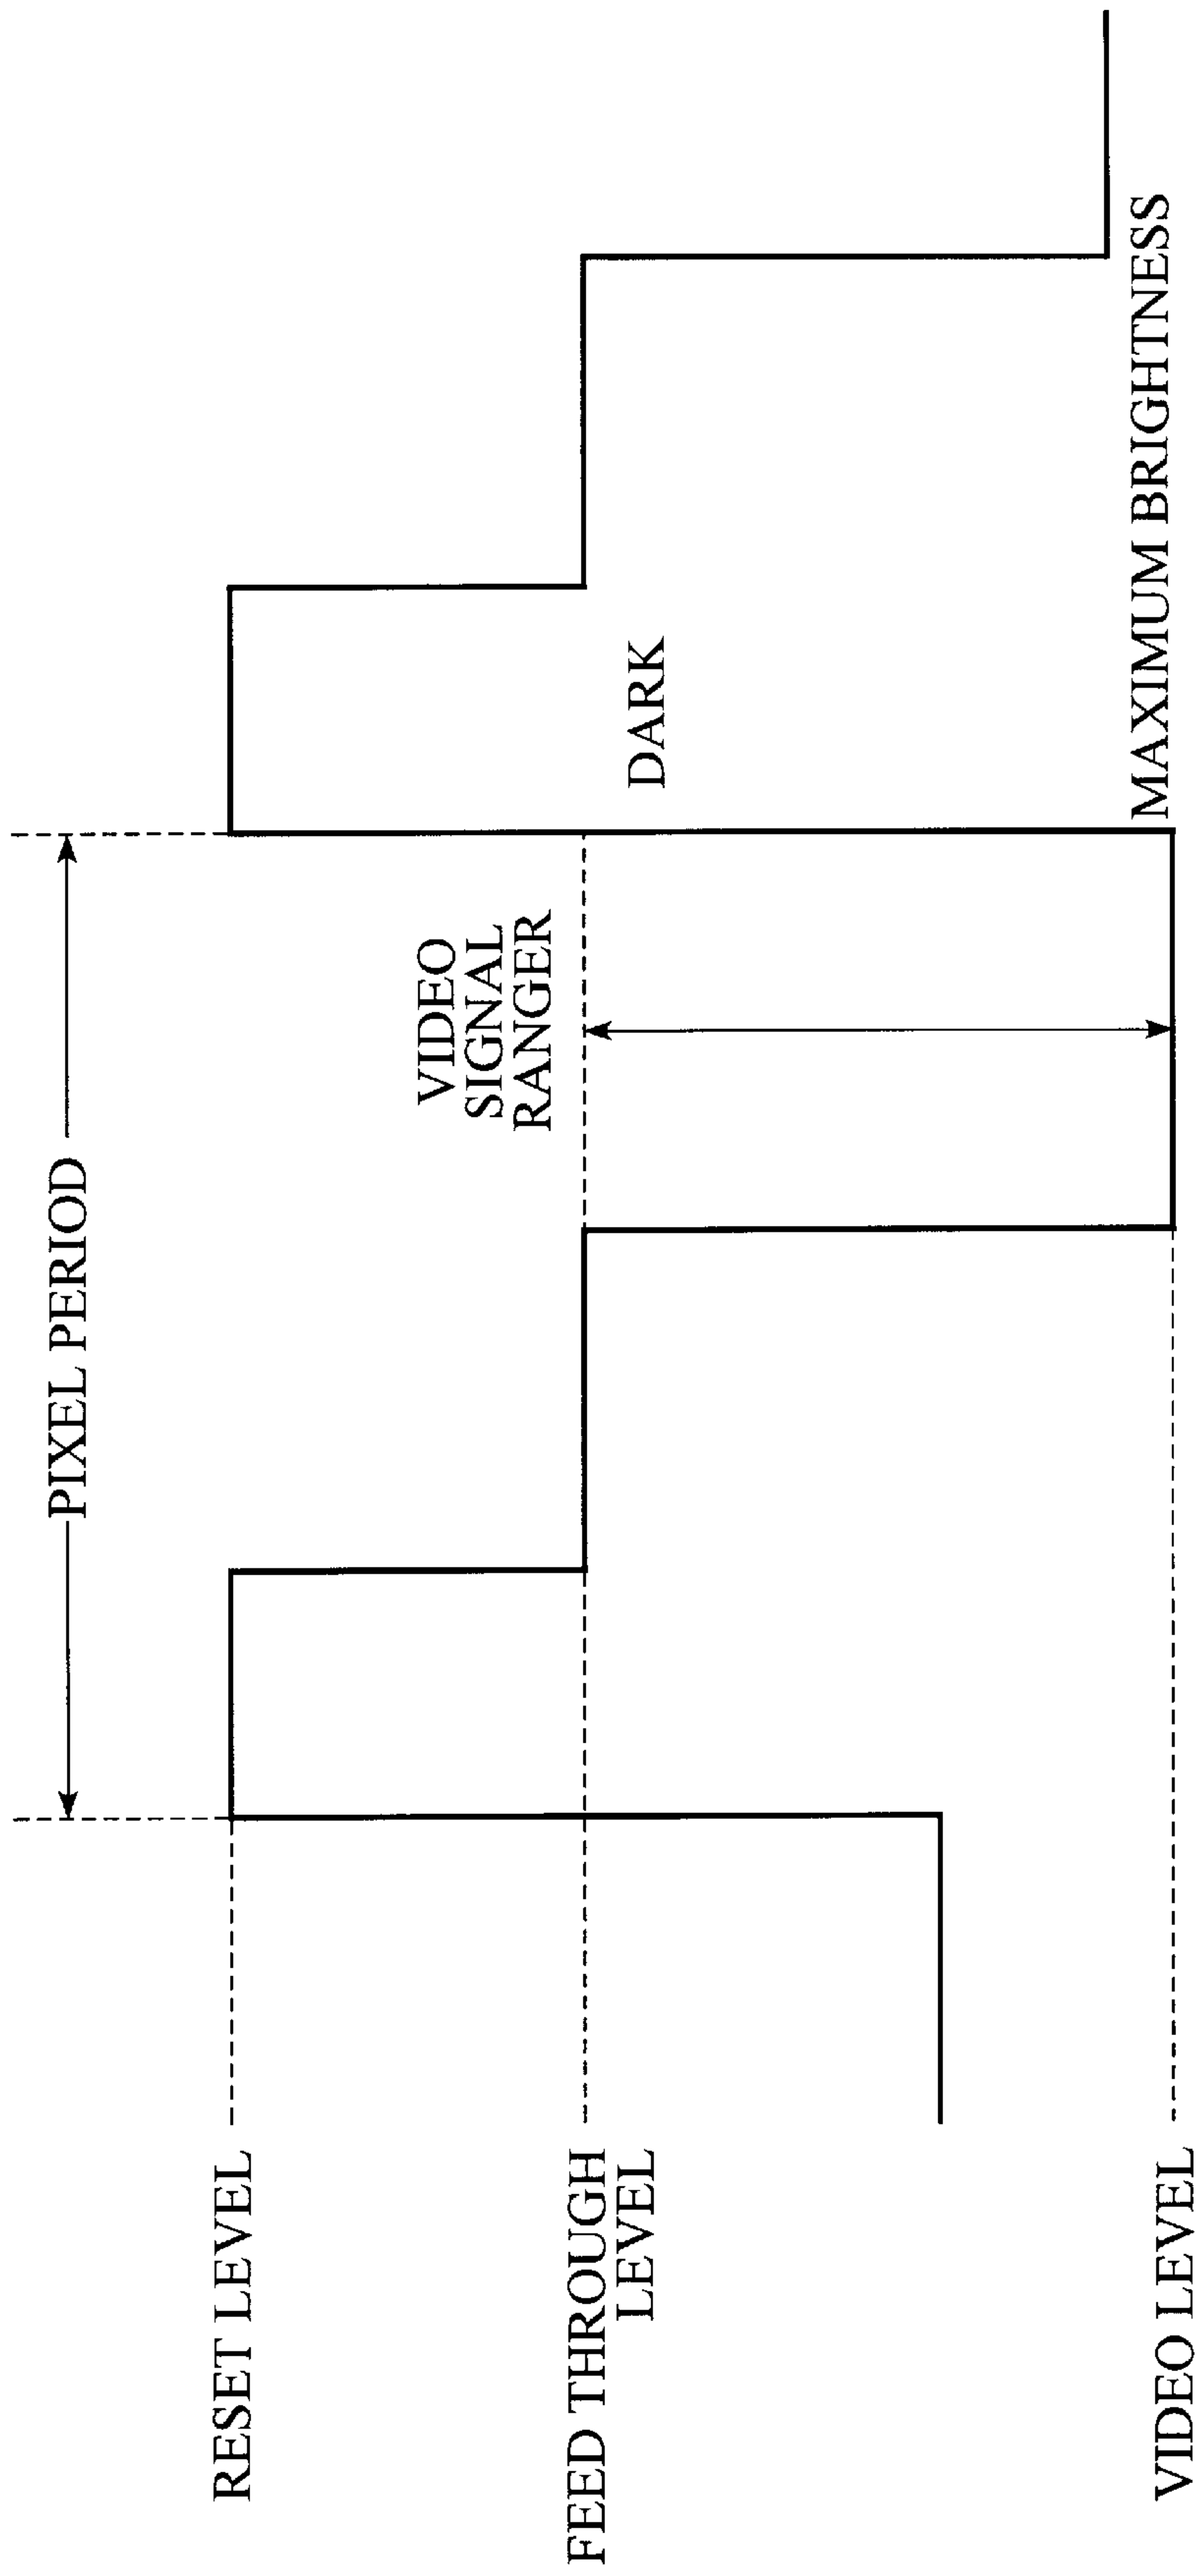 PIXEL PERIOD
RESET LEVEL
VIDEO
SIGNAL
RANGER
FEED THROUGH
LEVEL
DARK
VIDEO LEVEL
MAXIMUM BRIGHTNESS